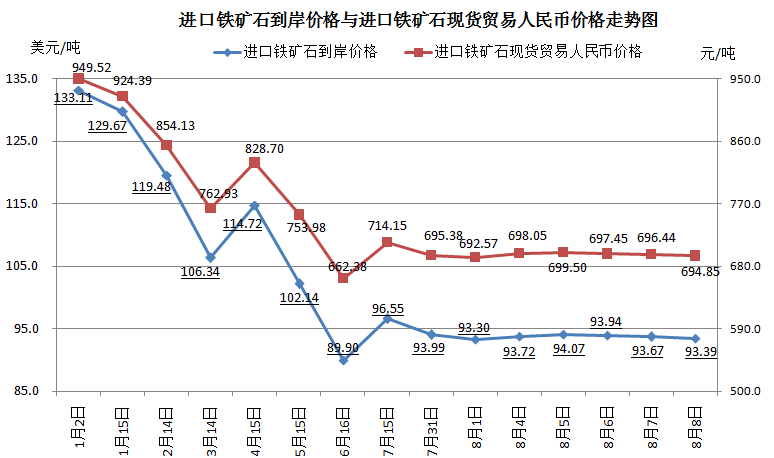 进口铁矿石到岸价格与进口铁矿石现货贸易人民币价格走势图
美元/吨
进口铁矿石到岸价格
进口铁矿石现货贸易人民币价格
元/吨
135.0
125.0
115.0
105.0
95.0
85.0
950.0
860.0
770.0
680.0
590.0
500.0
949.52
924.39
854.13
762.93
828.70
753.98
662.38
714.15
695.38
692.57
698.05
699.50
697.45
696.44
694.85
133.11
129.67
119.48
106.34
114.72
102.14
89.90
96.55
93.99
93.30
93.72
94.07
93.94
93.67
93.39
1月2日
1月15日
2月14日
3月14日
4月15日
5月15日
6月16日
7月15日
7月31日
8月1日
8月4日
8月5日
8月6日
8月7日
8月8日